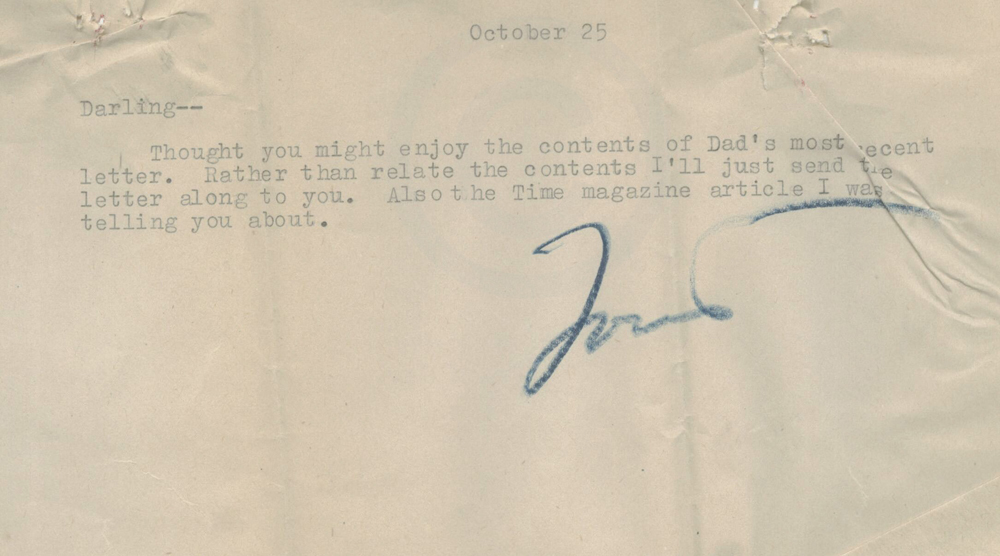 October 25
Darling--
Thought you might enjoy the contents of Dad's most recent
letter. Rather than relate the contents I'll just send the
letter along to you. Also the Time magazine article I was
telling you about.